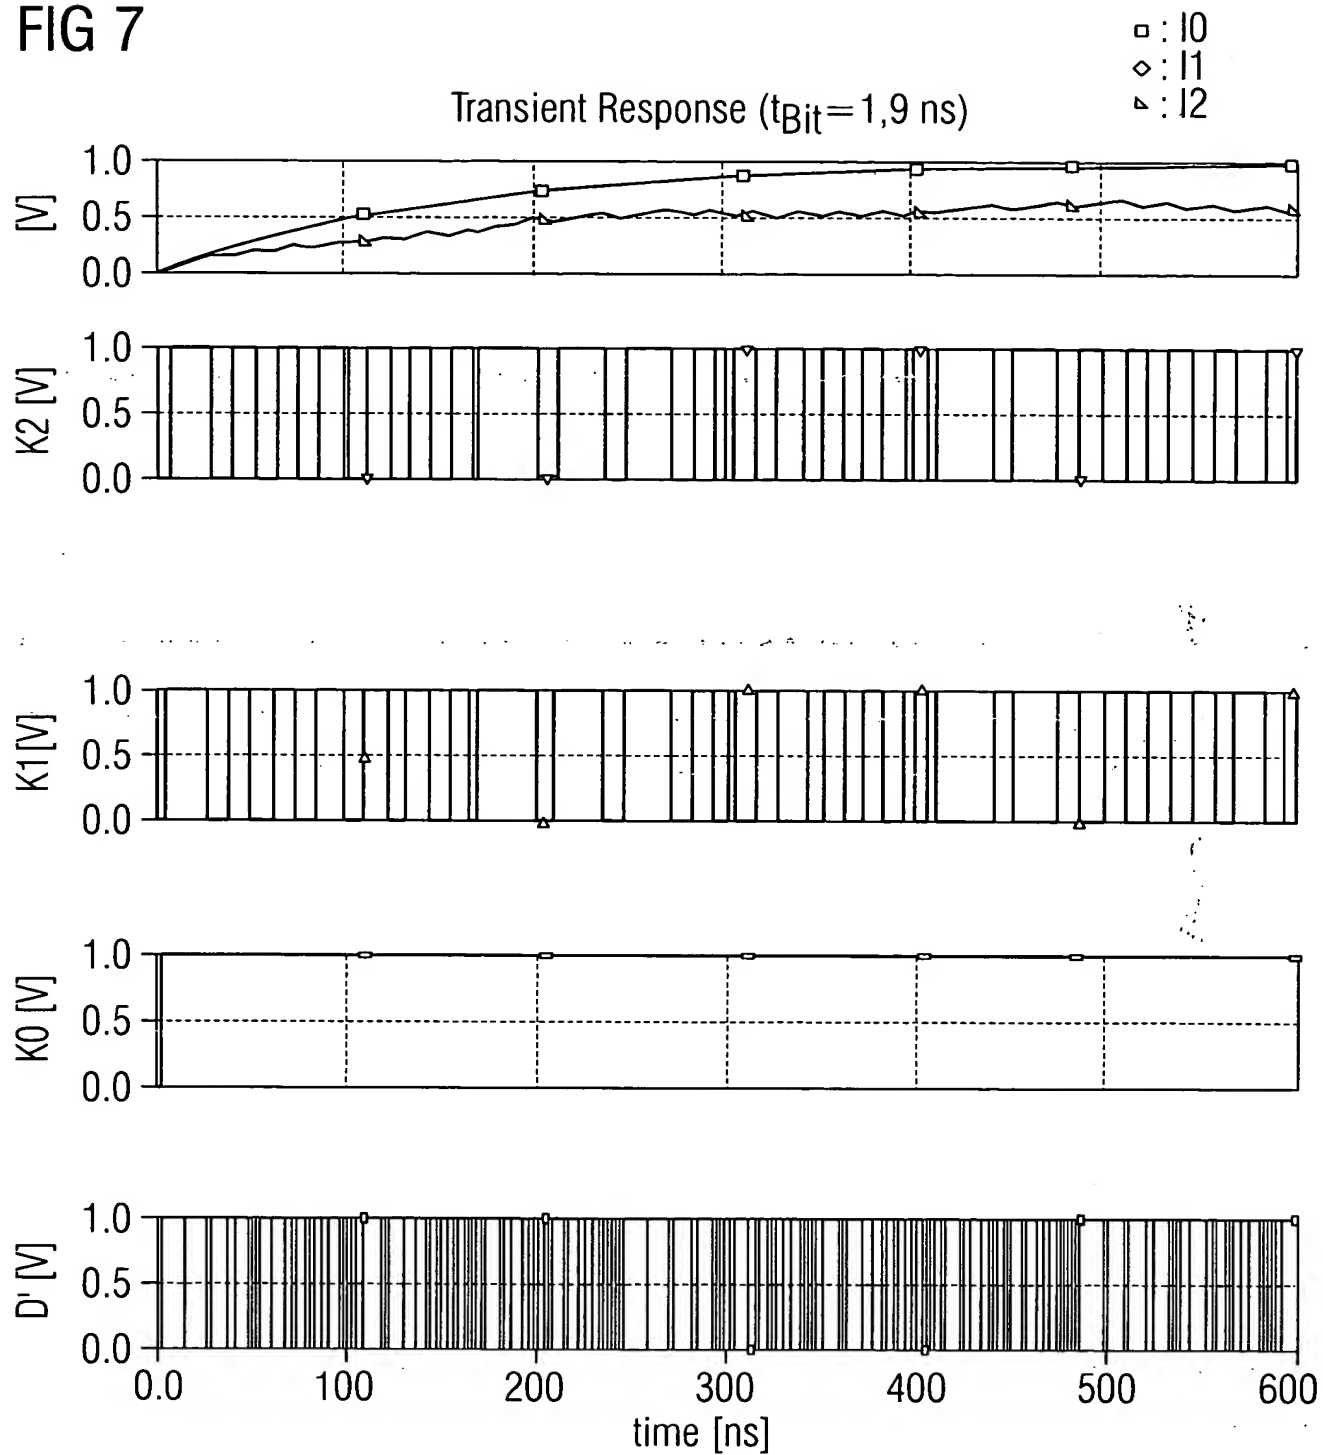 FIG 7
□ : I0
◇ : I1
◺ : I2
Transient Response (tBit=1,9 ns)
[V]
1.0
0.5
0.0
K2 [V]
1.0
0.5
0.0
K1[V]
1.0
0.5
0.0
K0 [V]
1.0
0.5
0.0
D' [V]
1.0
0.5
0.0
0.0 100 200 300 400 500 600
time [ns]